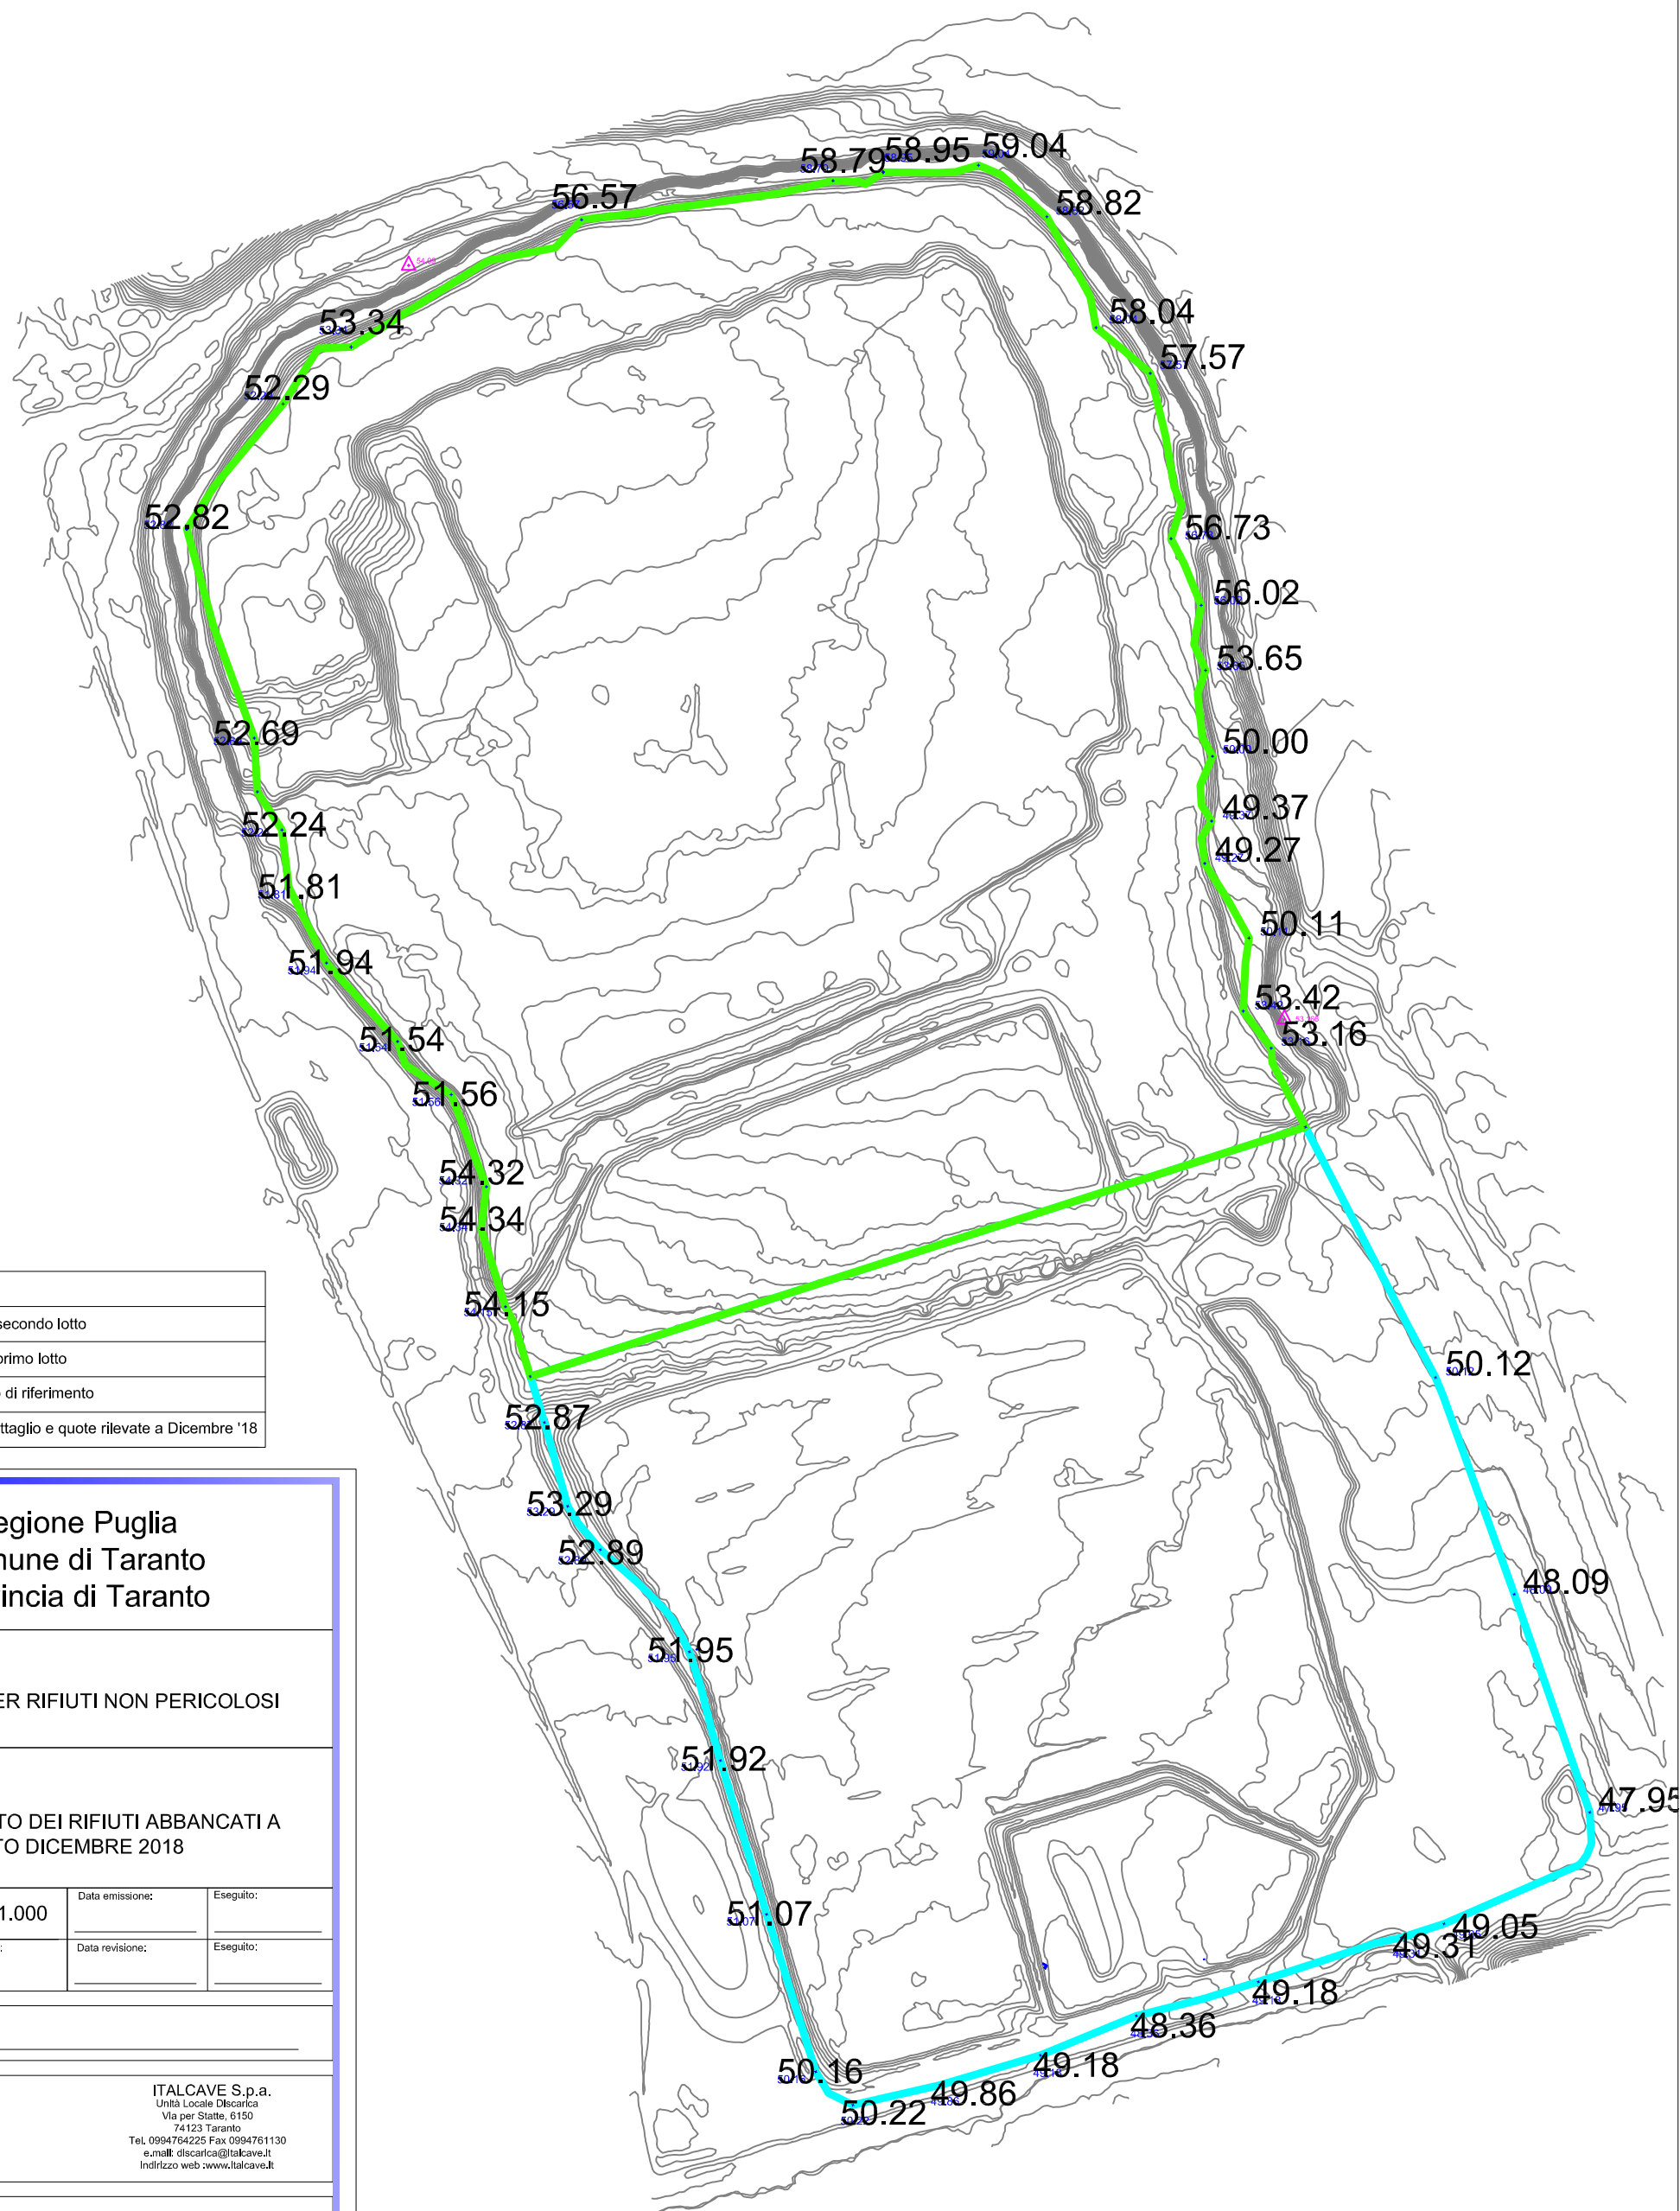 58.79
58.95
59.04
56.57
58.82
54.69
53.34
58.04
57.57
52.29
52.82
56.73
56.02
53.65
52.69
50.00
52.24
49.37
49.27
51.81
50.11
51.94
53.42
53.16
51.54
51.56
54.32
54.34
54.15
secondo lotto
primo lotto
di riferimento
ttaglio e quote rilevate a Dicembre '18
50.12
52.87
53.29
52.89
48.09
51.95
51.92
47.95
51.07
49.05
49.31
49.18
48.36
49.18
50.16
49.86
50.22
egione Puglia
mune di Taranto
vincia di Taranto
ER RIFIUTI NON PERICOLOSI
TO DEI RIFIUTI ABBANCATI A
TO DICEMBRE 2018
1.000
Data emissione:
Eseguito:
Data revisione:
Eseguito:
ITALCAVE S.p.a.
Unità Locale Discarica
Via per Statte, 6150
74123 Taranto
Tel. 0994764225 Fax 0994761130
e.mail: discarica@italcave.it
Indirizzo web :www.italcave.it